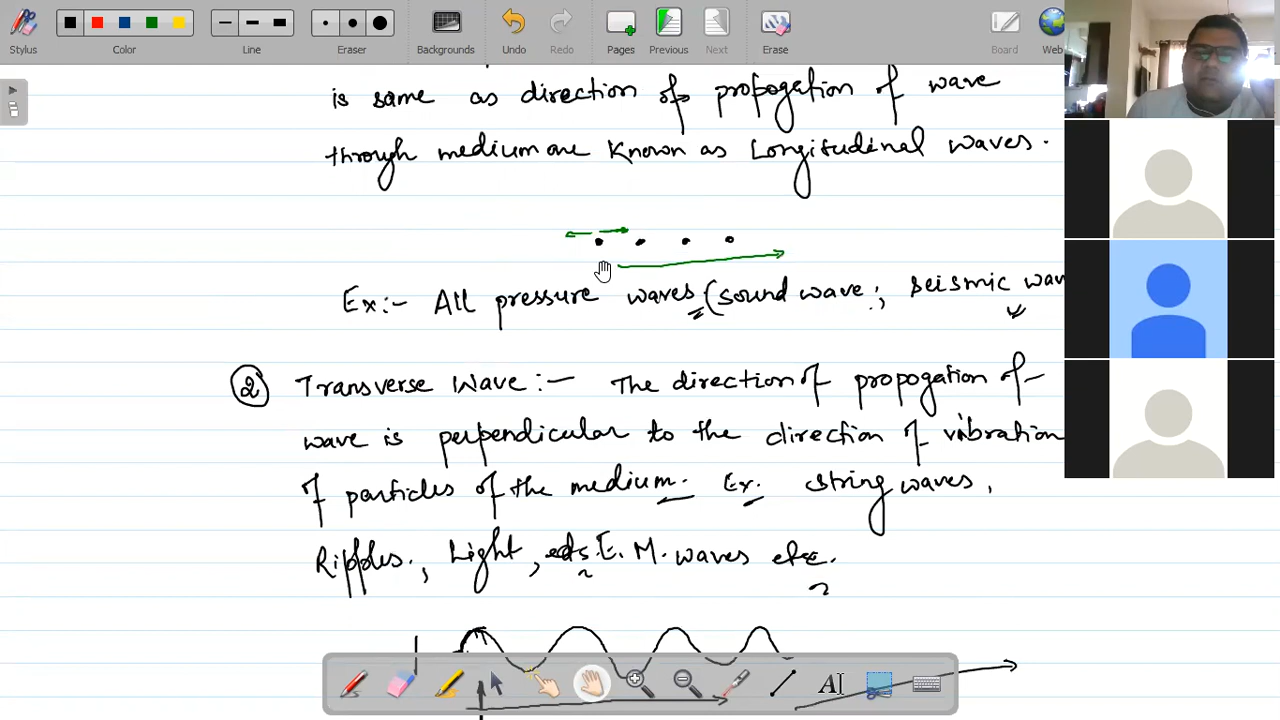 Stylus Color Line Eraser Backgrounds Undo Redo Pages Previous Next Erase Board Web
is same as direction of propogation of wave
through medium are known as Longitudinal waves.
Ex:- All pressure waves (sound wave, seismic wav
② Transverse Wave :- The direction of propogation of
wave is perpendicular to the direction of vibration
of particles of the medium. Ex. string waves,
Ripples, Light, E. M. waves etc.